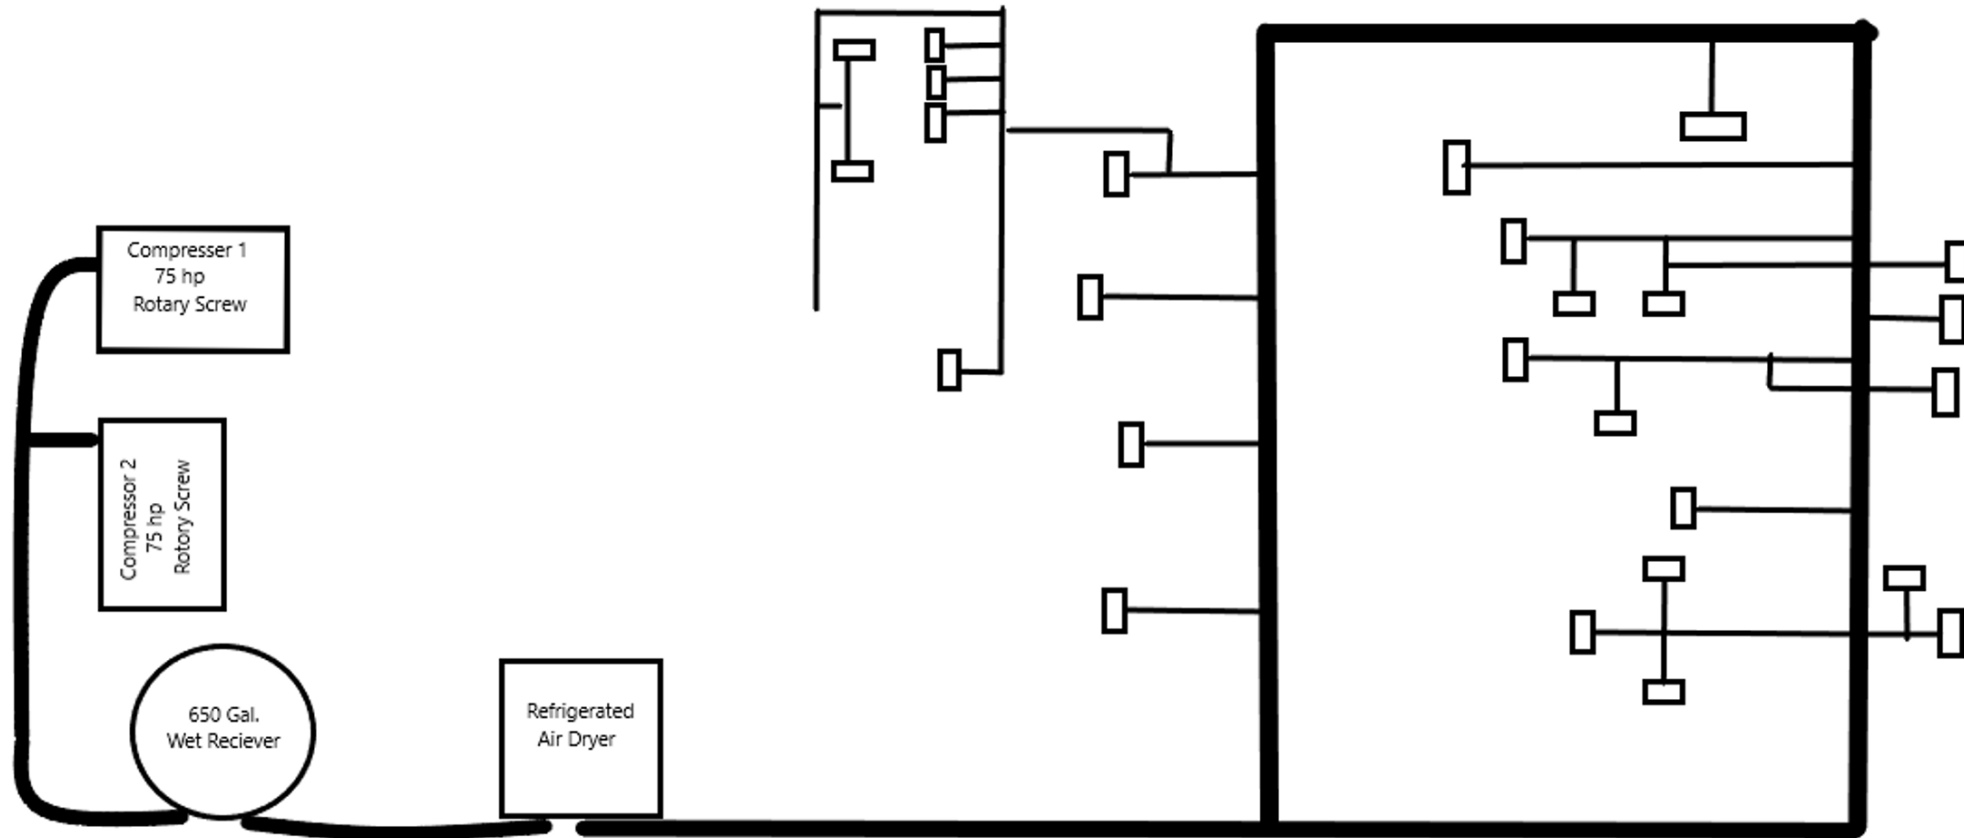 Compresser 1
75 hp
Rotary Screw
Compressor 2
75 hp
Rotory Screw
650 Gal.
Wet Reciever
Refrigerated
Air Dryer